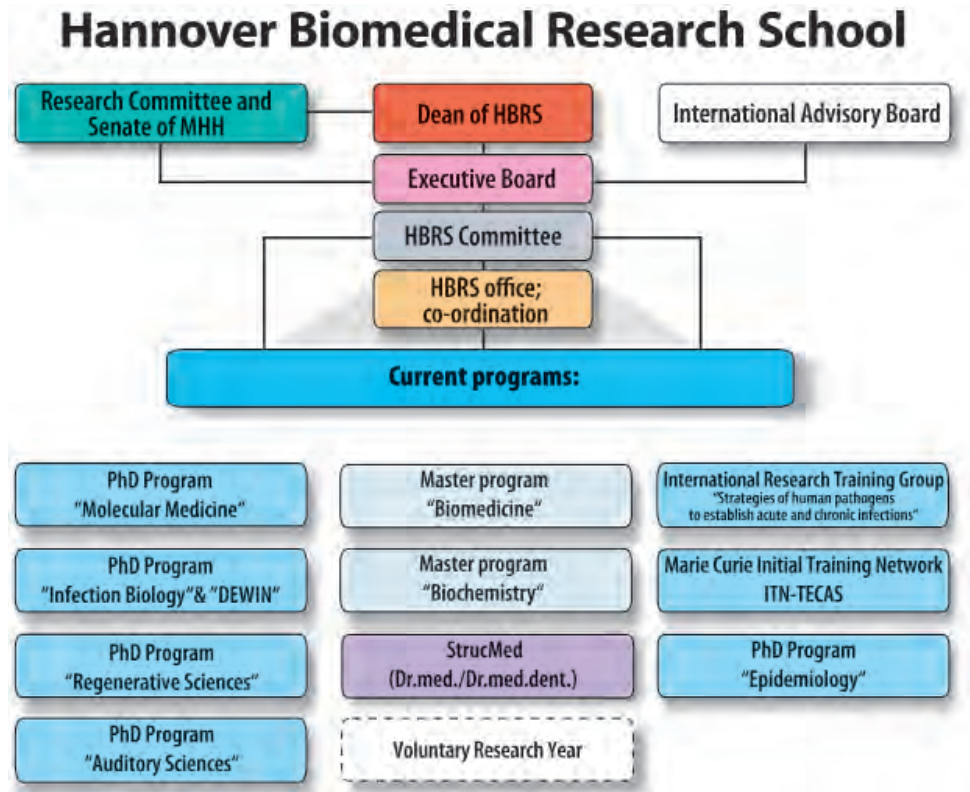 Hannover Biomedical Research School
Research Committee and
Senate of MHH
Dean of HBRS
International Advisory Board
Executive Board
HBRS Committee
HBRS office;
co-ordination
Current programs:
PhD Program
"Molecular Medicine"
Master program
"Biomedicine"
International Research Training Group
"Strategies of human pathogens
to establish acute and chronic infections"
PhD Program
"Infection Biology"& "DEWIN"
Master program
"Biochemistry"
Marie Curie Initial Training Network
ITN-TECAS
PhD Program
"Regenerative Sciences"
StrucMed
(Dr.med./Dr.med.dent.)
PhD Program
"Epidemiology"
PhD Program
"Auditory Sciences"
Voluntary Research Year